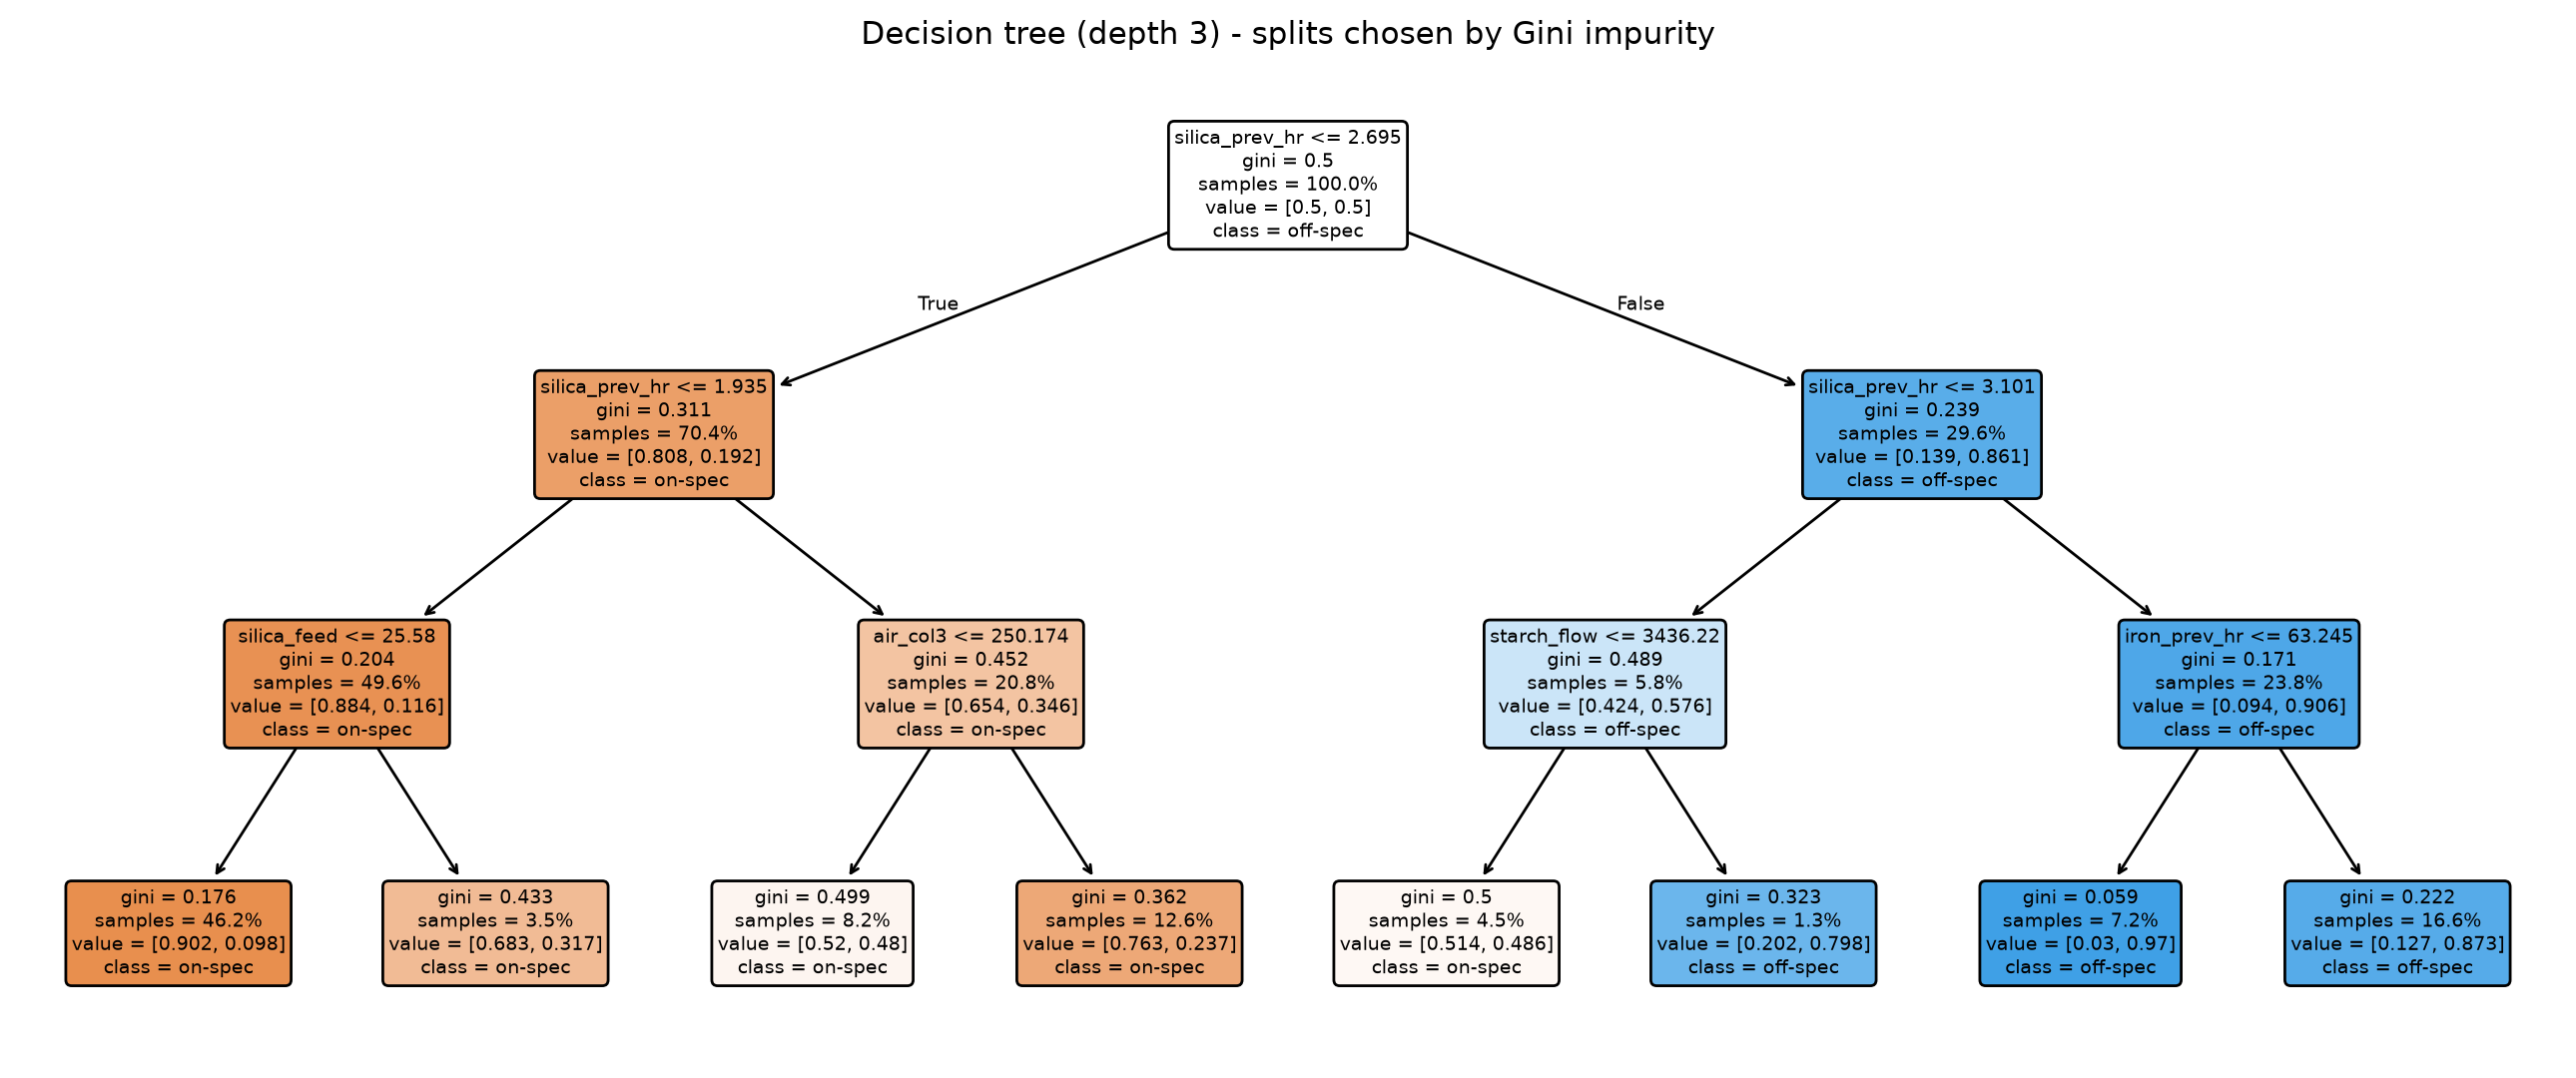 Decision tree (depth 3) - splits chosen by Gini impurity
silica_prev_hr <= 2.695
gini = 0.5
samples = 100.0%
value = [0.5, 0.5]
class = off-spec
True
False
silica_prev_hr <= 1.935
gini = 0.311
samples = 70.4%
value = [0.808, 0.192]
class = on-spec
silica_prev_hr <= 3.101
gini = 0.239
samples = 29.6%
value = [0.139, 0.861]
class = off-spec
silica_feed <= 25.58
gini = 0.204
samples = 49.6%
value = [0.884, 0.116]
class = on-spec
air_col3 <= 250.174
gini = 0.452
samples = 20.8%
value = [0.654, 0.346]
class = on-spec
starch_flow <= 3436.22
gini = 0.489
samples = 5.8%
value = [0.424, 0.576]
class = off-spec
iron_prev_hr <= 63.245
gini = 0.171
samples = 23.8%
value = [0.094, 0.906]
class = off-spec
gini = 0.176
samples = 46.2%
value = [0.902, 0.098]
class = on-spec
gini = 0.433
samples = 3.5%
value = [0.683, 0.317]
class = on-spec
gini = 0.499
samples = 8.2%
value = [0.52, 0.48]
class = on-spec
gini = 0.362
samples = 12.6%
value = [0.763, 0.237]
class = on-spec
gini = 0.5
samples = 4.5%
value = [0.514, 0.486]
class = on-spec
gini = 0.323
samples = 1.3%
value = [0.202, 0.798]
class = off-spec
gini = 0.059
samples = 7.2%
value = [0.03, 0.97]
class = off-spec
gini = 0.222
samples = 16.6%
value = [0.127, 0.873]
class = off-spec